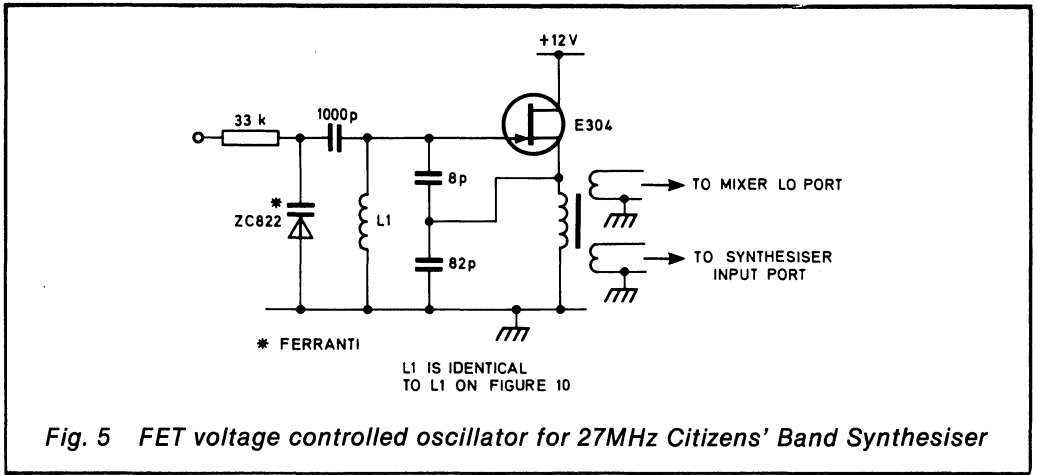 +12V
33 k
1000p
E304
8p
TO MIXER LO PORT
✱
ZC822
L1
82p
TO SYNTHESISER
INPUT PORT
✱ FERRANTI
L1 IS IDENTICAL
TO L1 ON FIGURE 10
Fig. 5 FET voltage controlled oscillator for 27MHz Citizens' Band Synthesiser